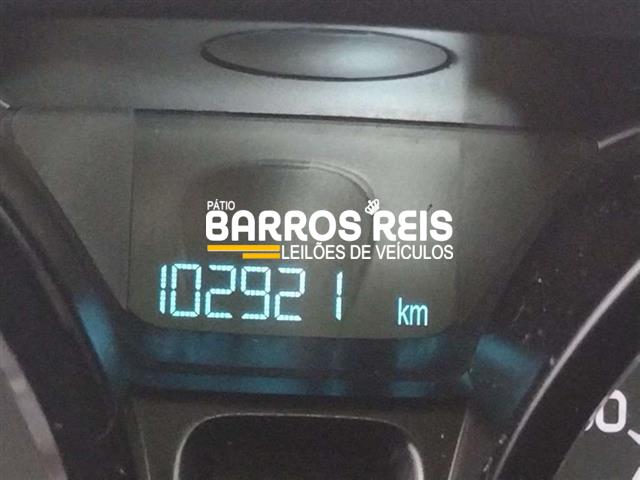 PÁTIO
BARROS REIS
LEILÕES DE VEÍCULOS
102921 km